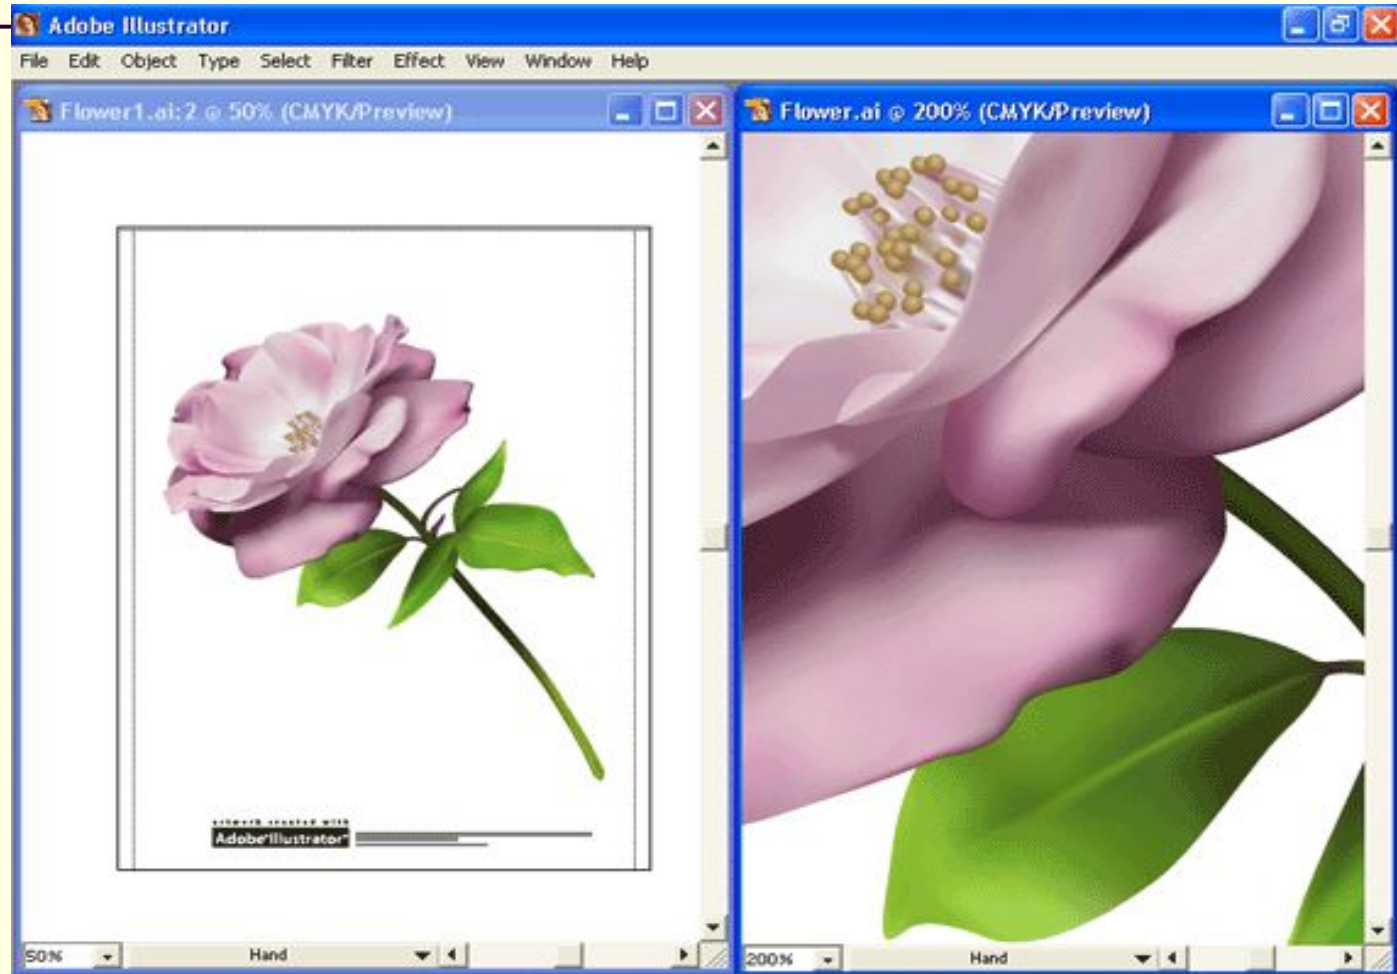 Adobe Illustrator
File Edit Object Type Select Filter Effect View Window Help
Flower1.ai:2 @ 50% (CMYK/Preview)
Flower.ai @ 200% (CMYK/Preview)
artwork created with
Adobe®Illustrator®
50% Hand
200% Hand